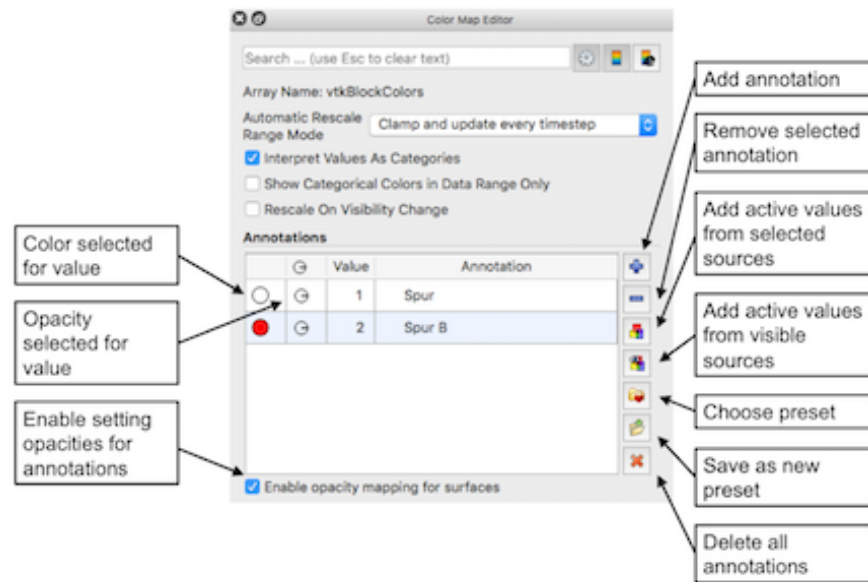 Color Map Editor
Search ... (use Esc to clear text)
Array Name: vtkBlockColors
Automatic Rescale
Range Mode
Clamp and update every timestep
Interpret Values As Categories
Show Categorical Colors in Data Range Only
Rescale On Visibility Change
Annotations
Value Annotation
1 Spur
2 Spur B
Enable opacity mapping for surfaces
Color selected
for value
Opacity
selected for
value
Enable setting
opacities for
annotations
Add annotation
Remove selected
annotation
Add active values
from selected
sources
Add active values
from visible
sources
Choose preset
Save as new
preset
Delete all
annotations